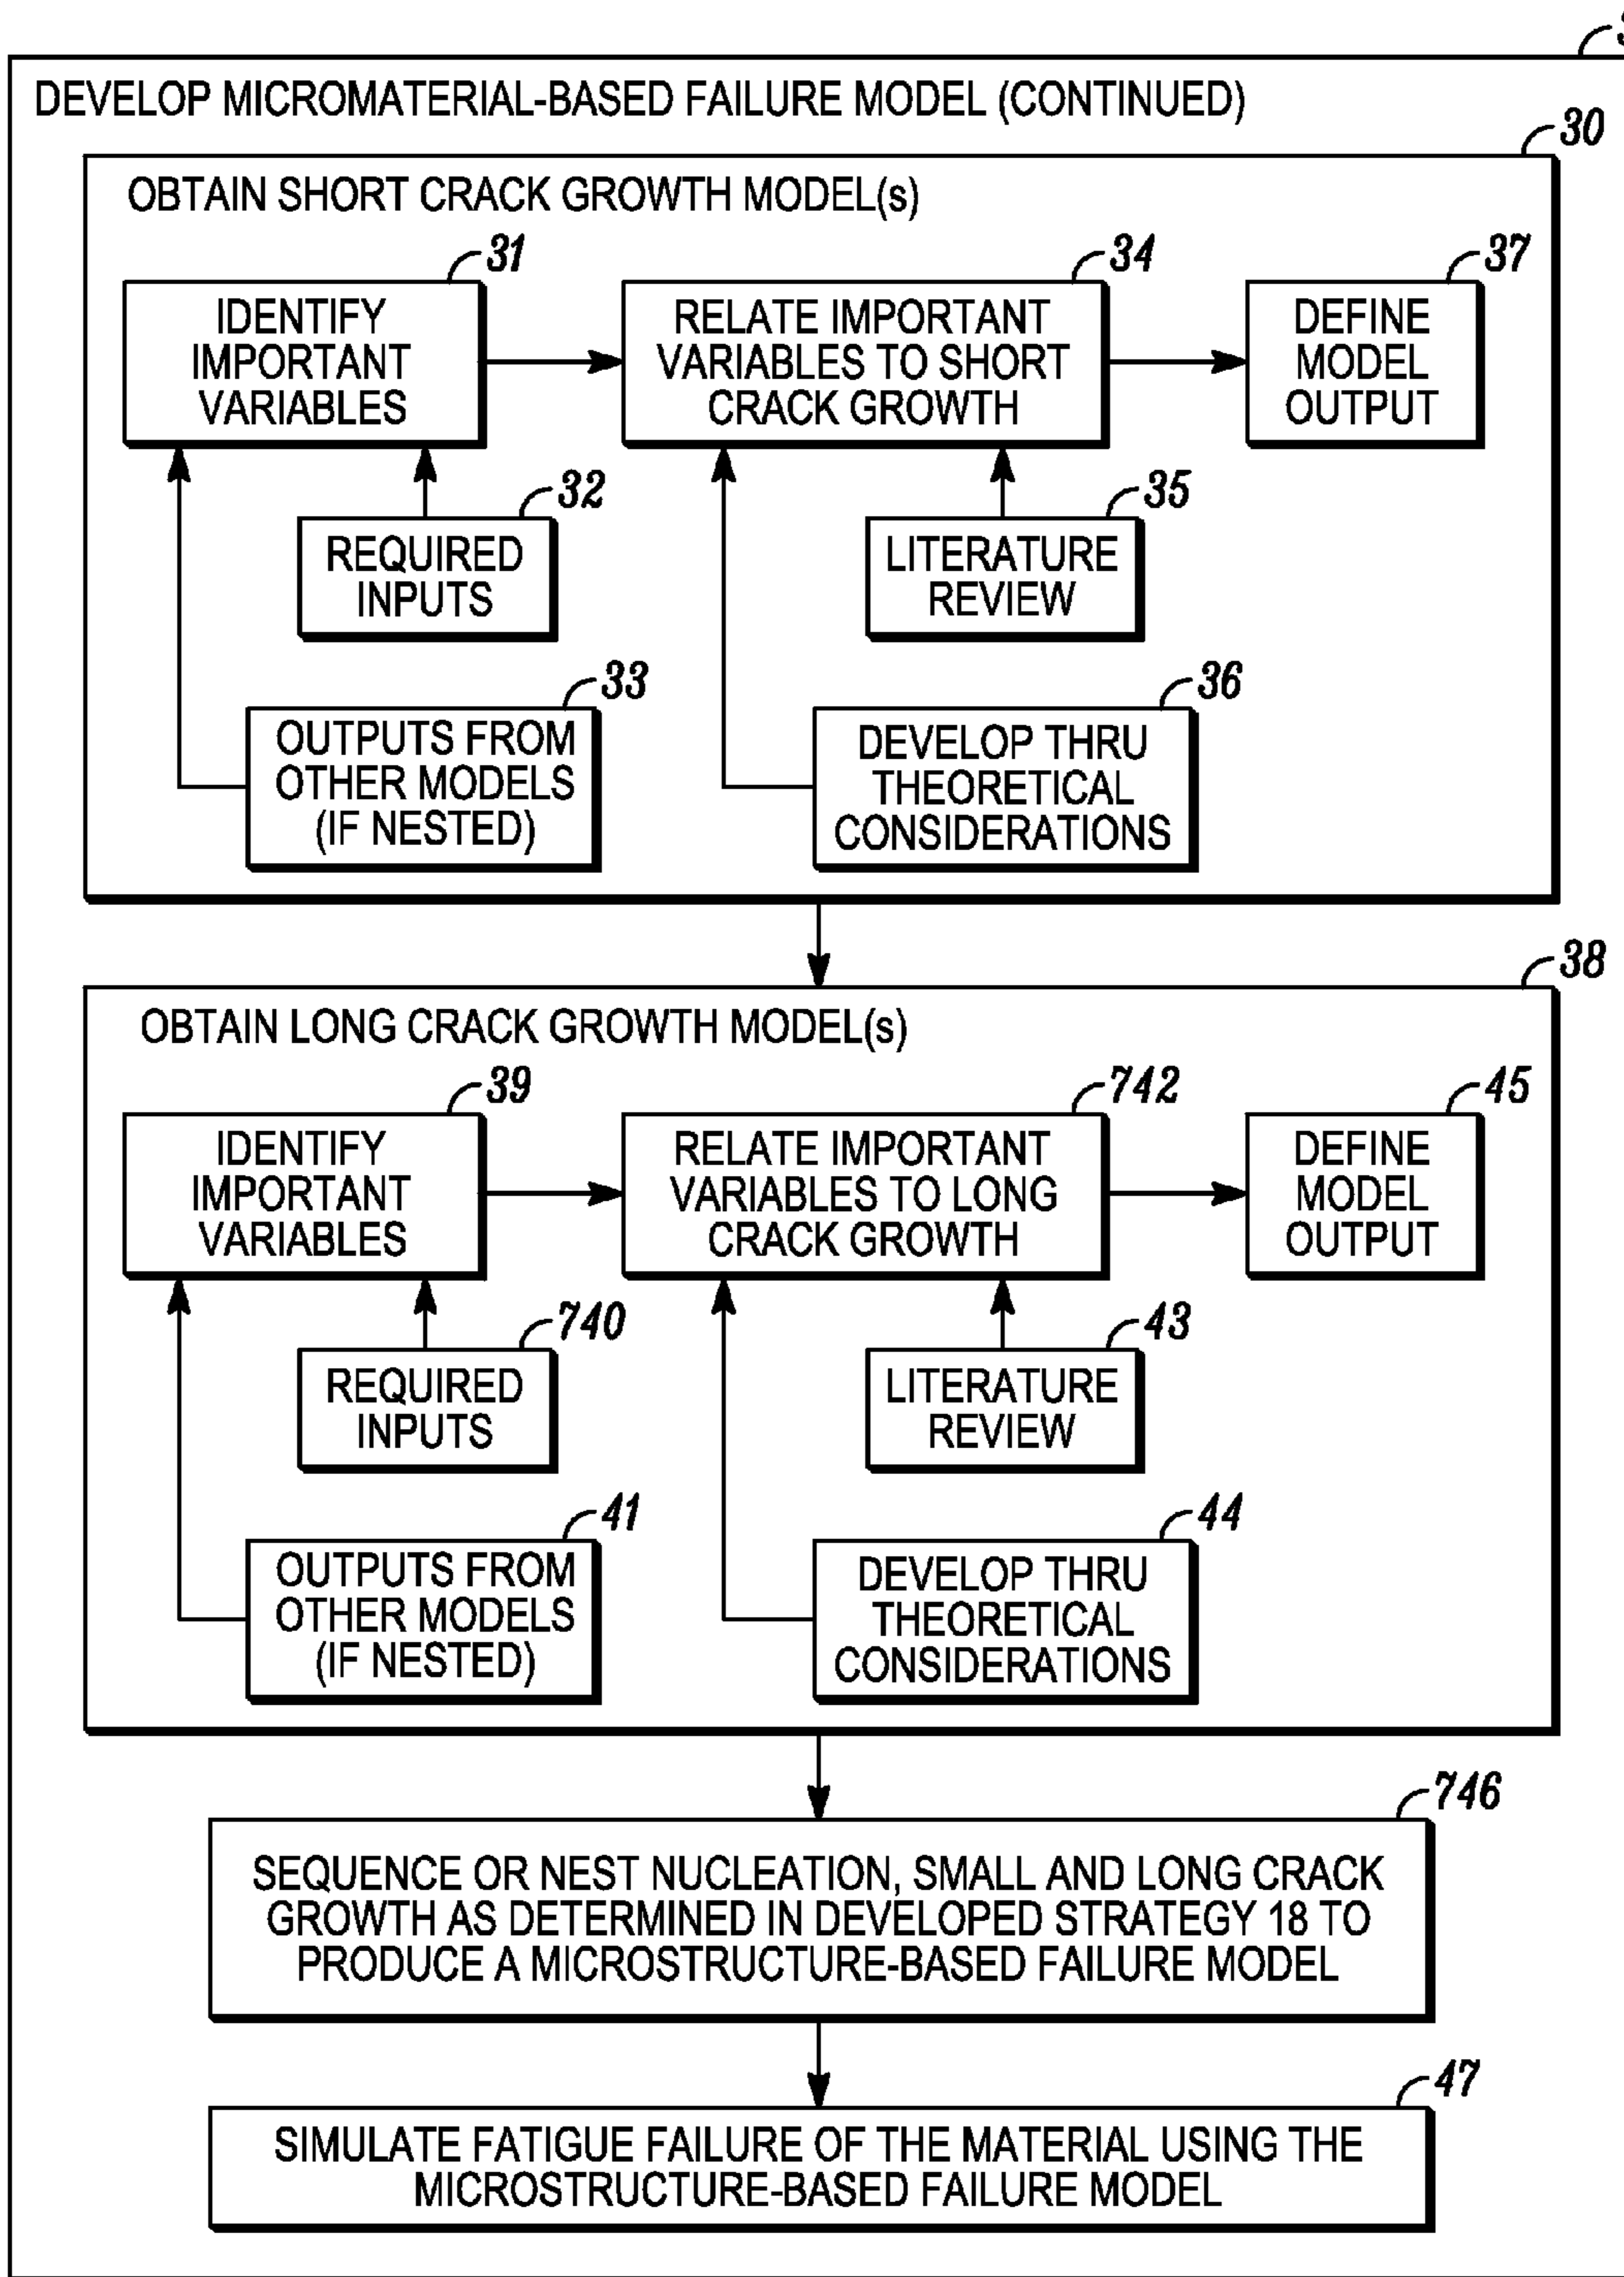 DEVELOP MICROMATERIAL-BASED FAILURE MODEL (CONTINUED)
30
OBTAIN SHORT CRACK GROWTH MODEL(s)
31
IDENTIFY
IMPORTANT
VARIABLES
34
RELATE IMPORTANT
VARIABLES TO SHORT
CRACK GROWTH
37
DEFINE
MODEL
OUTPUT
32
REQUIRED
INPUTS
35
LITERATURE
REVIEW
33
OUTPUTS FROM
OTHER MODELS
(IF NESTED)
36
DEVELOP THRU
THEORETICAL
CONSIDERATIONS
38
OBTAIN LONG CRACK GROWTH MODEL(s)
39
IDENTIFY
IMPORTANT
VARIABLES
742
RELATE IMPORTANT
VARIABLES TO LONG
CRACK GROWTH
45
DEFINE
MODEL
OUTPUT
740
REQUIRED
INPUTS
43
LITERATURE
REVIEW
41
OUTPUTS FROM
OTHER MODELS
(IF NESTED)
44
DEVELOP THRU
THEORETICAL
CONSIDERATIONS
746
SEQUENCE OR NEST NUCLEATION, SMALL AND LONG CRACK
GROWTH AS DETERMINED IN DEVELOPED STRATEGY 18 TO
PRODUCE A MICROSTRUCTURE-BASED FAILURE MODEL
47
SIMULATE FATIGUE FAILURE OF THE MATERIAL USING THE
MICROSTRUCTURE-BASED FAILURE MODEL